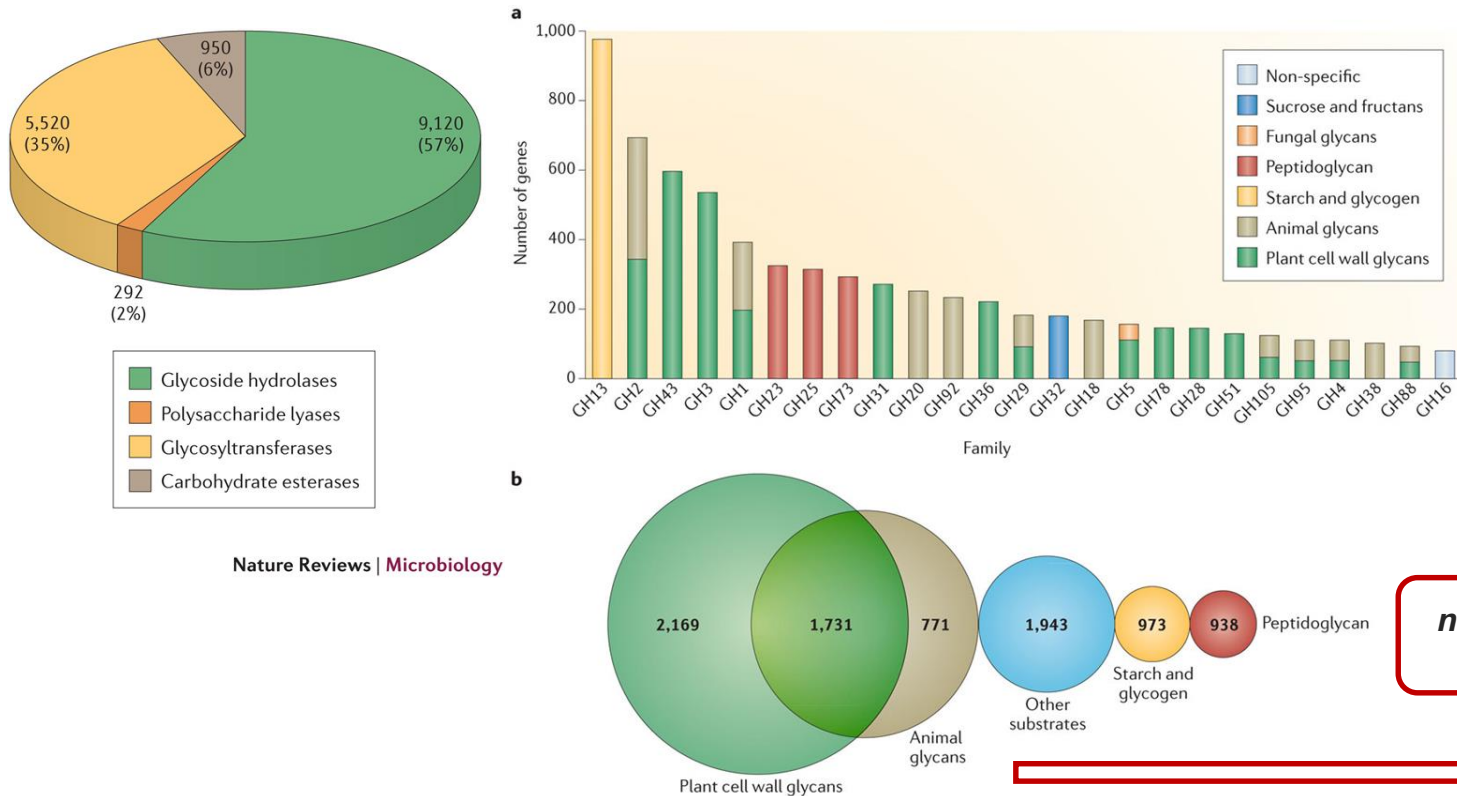 950
(6%)
5,520
(35%)
9,120
(57%)
292
(2%)
Glycoside hydrolases
Polysaccharide lyases
Glycosyltransferases
Carbohydrate esterases
Nature Reviews | Microbiology
a
Number of genes
1,000
800
600
400
200
0
Non-specific
Sucrose and fructans
Fungal glycans
Peptidoglycan
Starch and glycogen
Animal glycans
Plant cell wall glycans
GH13
GH2
GH43
GH3
GH1
GH23
GH25
GH73
GH31
GH20
GH92
GH36
GH29
GH32
GH18
GH5
GH78
GH28
GH51
GH105
GH95
GH4
GH38
GH88
GH16
Family
b
2,169
1,731
771
1,943
973
938
Peptidoglycan
Starch and
glycogen
Other
substrates
Animal
glycans
Plant cell wall glycans
n